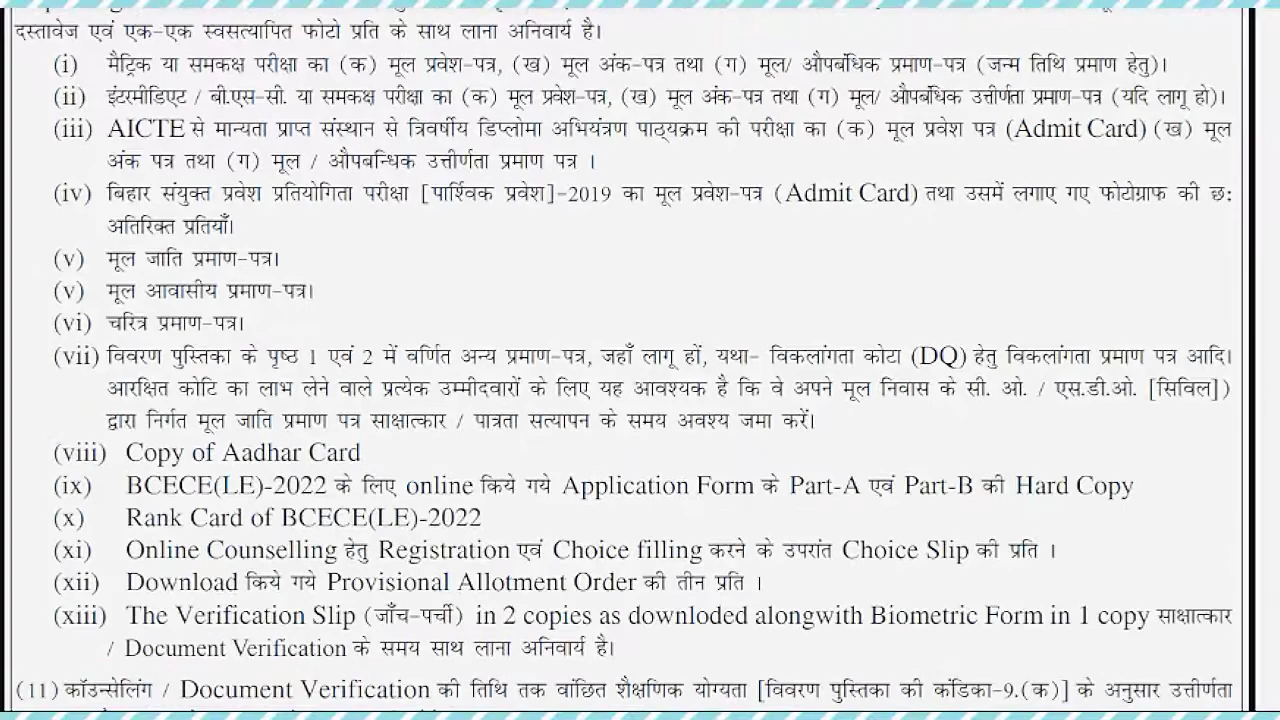 दस्तावेज एवं एक-एक स्वसत्यापित फोटो प्रति के साथ लाना अनिवार्य है।
(i) मैट्रिक या समकक्ष परीक्षा का (क) मूल प्रवेश-पत्र, (ख) मूल अंक-पत्र तथा (ग) मूल/ औपबंधिक प्रमाण-पत्र (जन्म तिथि प्रमाण हेतु)।
(ii) इंटरमीडिएट / बी.एस-सी. या समकक्ष परीक्षा का (क) मूल प्रवेश-पत्र, (ख) मूल अंक-पत्र तथा (ग) मूल/ औपबंधिक उत्तीर्णता प्रमाण-पत्र (यदि लागू हो)।
(iii) AICTE से मान्यता प्राप्त संस्थान से त्रिवर्षीय डिप्लोमा अभियंत्रण पाठ्यक्रम की परीक्षा का (क) मूल प्रवेश पत्र (Admit Card) (ख) मूल
अंक पत्र तथा (ग) मूल / औपबन्धिक उत्तीर्णता प्रमाण पत्र ।
(iv) बिहार संयुक्त प्रवेश प्रतियोगिता परीक्षा [पार्श्विक प्रवेश]-2019 का मूल प्रवेश-पत्र (Admit Card) तथा उसमें लगाए गए फोटोग्राफ की छ:
अतिरिक्त प्रतियाँ।
(v) मूल जाति प्रमाण-पत्र।
(v) मूल आवासीय प्रमाण-पत्र।
(vi) चरित्र प्रमाण-पत्र।
(vii) विवरण पुस्तिका के पृष्ठ 1 एवं 2 में वर्णित अन्य प्रमाण-पत्र, जहाँ लागू हों, यथा- विकलांगता कोटा (DQ) हेतु विकलांगता प्रमाण पत्र आदि।
आरक्षित कोटि का लाभ लेने वाले प्रत्येक उम्मीदवारों के लिए यह आवश्यक है कि वे अपने मूल निवास के सी. ओ. / एस.डी.ओ. [सिविल])
द्वारा निर्गत मूल जाति प्रमाण पत्र साक्षात्कार / पात्रता सत्यापन के समय अवश्य जमा करें।
(viii) Copy of Aadhar Card
(ix) BCECE(LE)-2022 के लिए online किये गये Application Form के Part-A एवं Part-B की Hard Copy
(x) Rank Card of BCECE(LE)-2022
(xi) Online Counselling हेतु Registration एवं Choice filling करने के उपरांत Choice Slip की प्रति ।
(xii) Download किये गये Provisional Allotment Order की तीन प्रति ।
(xiii) The Verification Slip (जाँच-पर्ची) in 2 copies as downloded alongwith Biometric Form in 1 copy साक्षात्कार
/ Document Verification के समय साथ लाना अनिवार्य है।
(11) कॉउन्सेलिंग / Document Verification की तिथि तक वांछित शैक्षणिक योग्यता [विवरण पुस्तिका की कंडिका-9.(क)] के अनुसार उत्तीर्णता